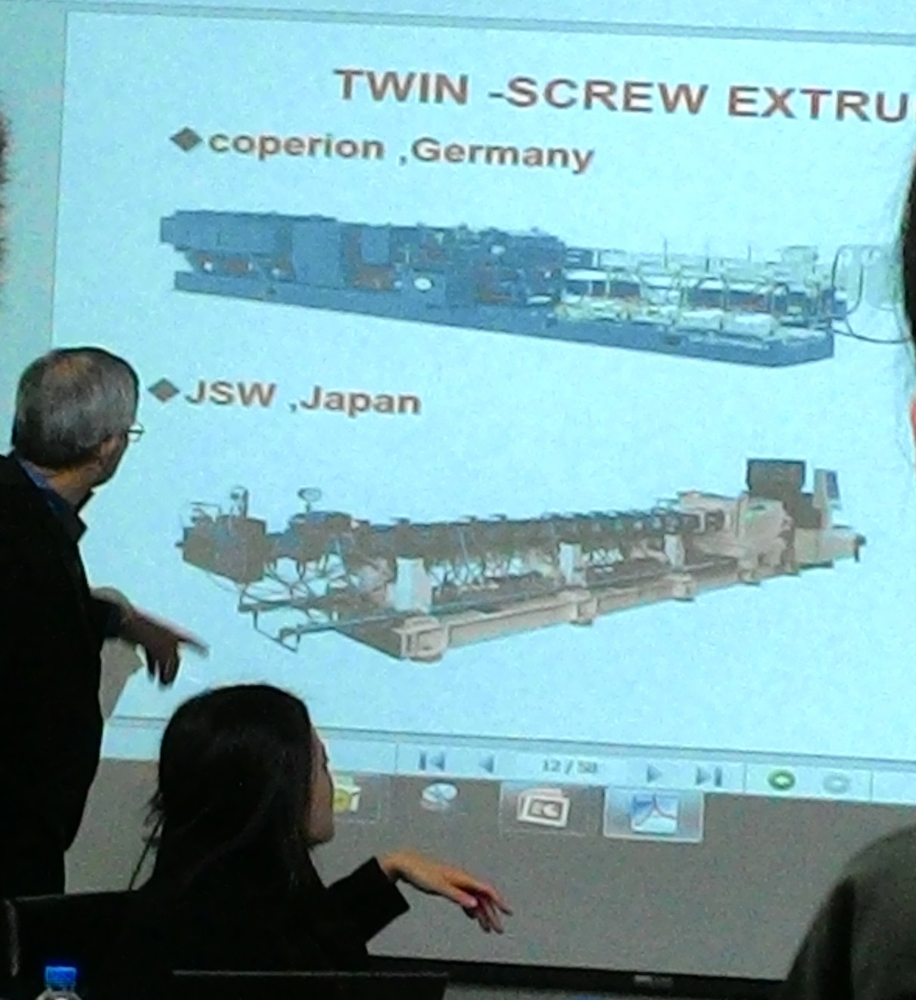 TWIN -SCREW EXTRU
◆coperion ,Germany
◆JSW ,Japan
12 / 58